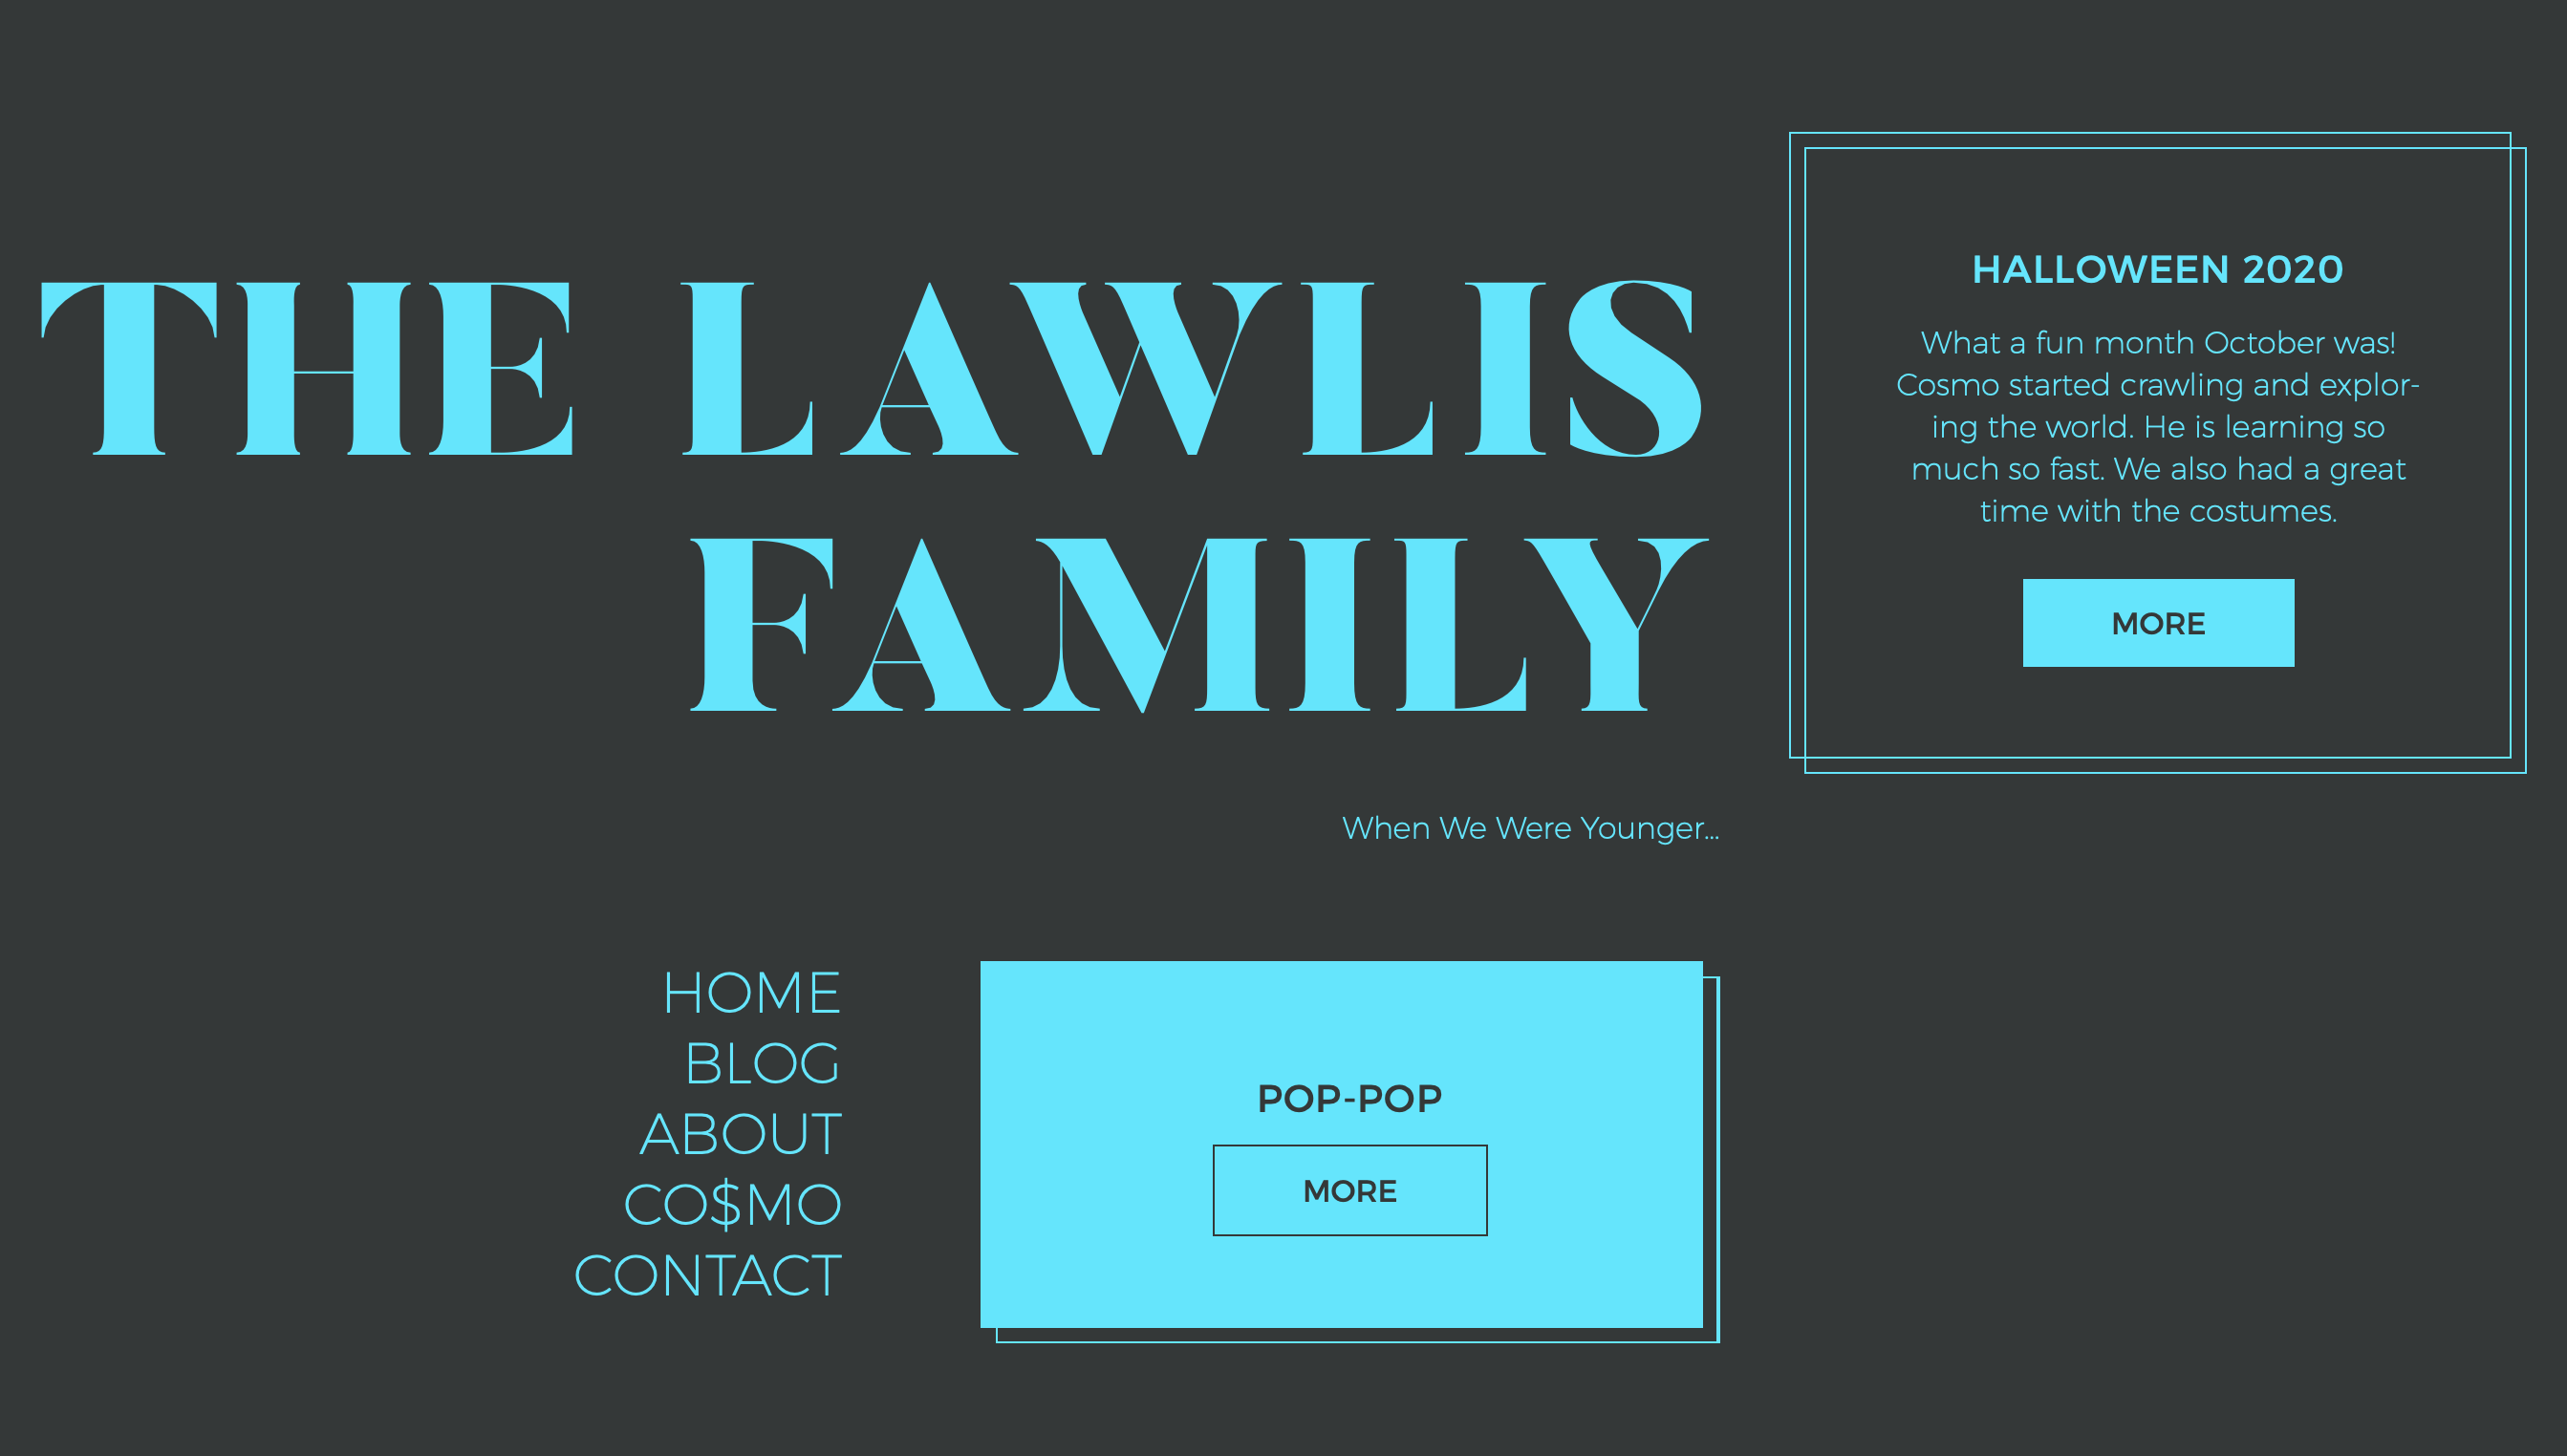 THE LAWLIS
FAMILY
When We Were Younger...
HALLOWEEN 2020
What a fun month October was!
Cosmo started crawling and explor-
ing the world. He is learning so
much so fast. We also had a great
time with the costumes.
MORE
HOME
BLOG
ABOUT
CO$MO
CONTACT
POP-POP
MORE